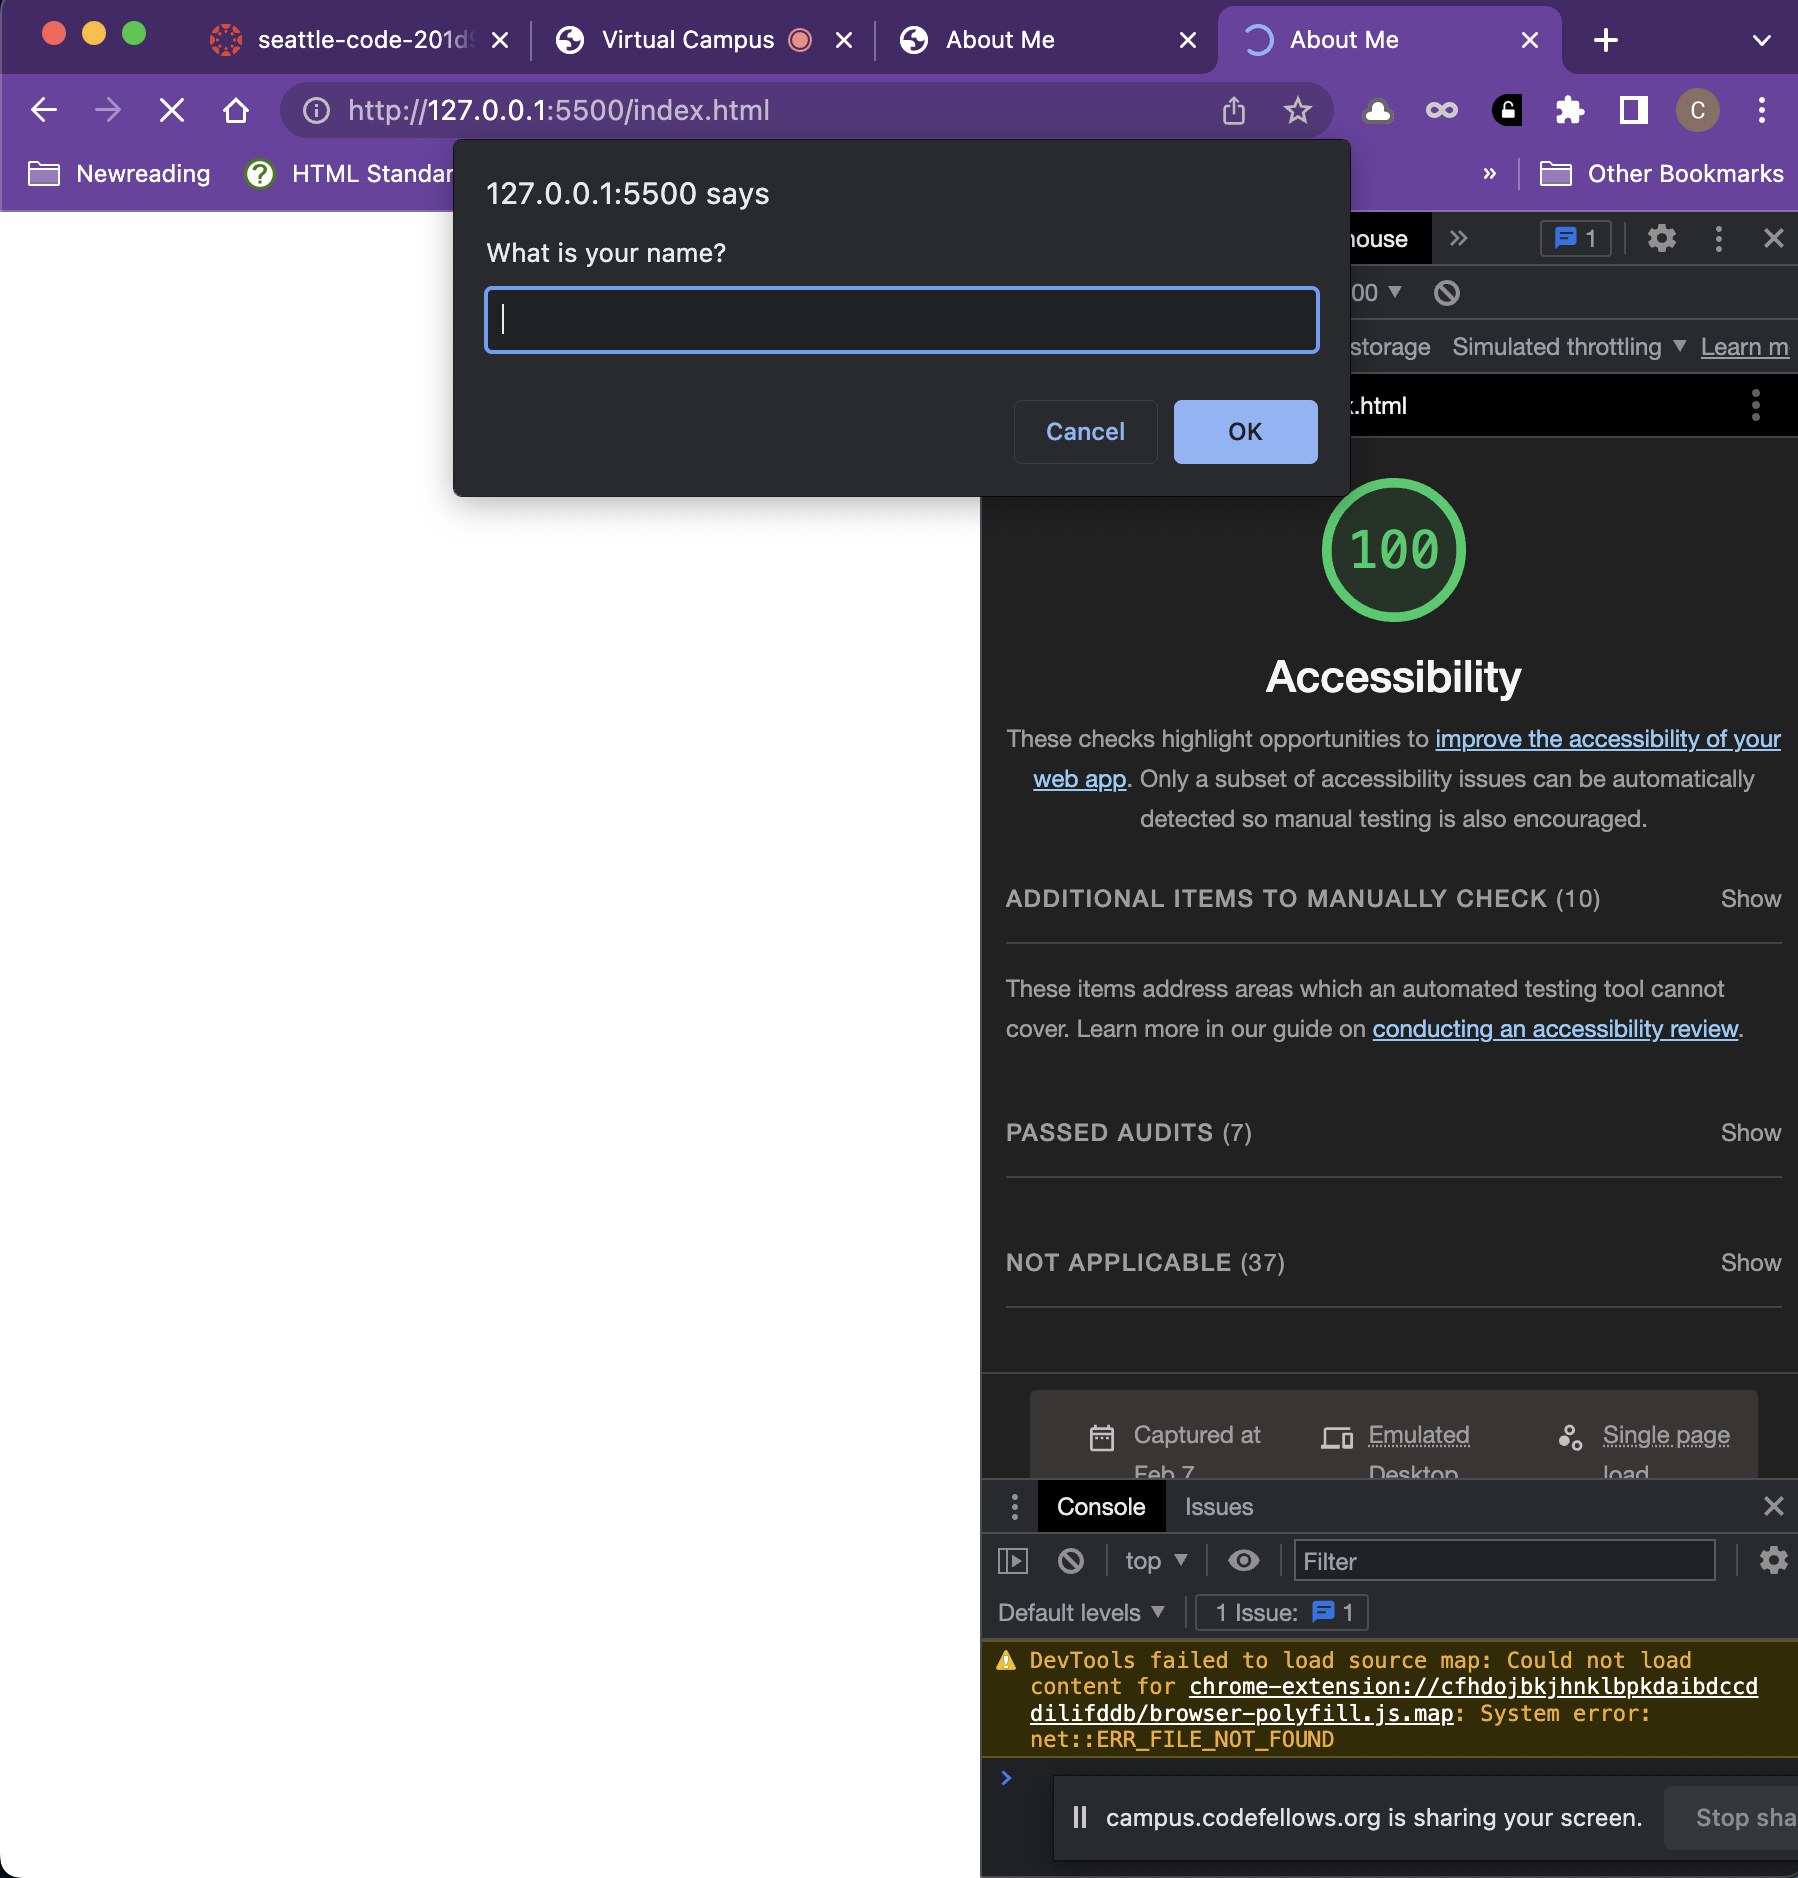 seattle-code-201d
Virtual Campus
About Me
About Me
http://127.0.0.1:5500/index.html
C
Newreading
HTML Standar
Other Bookmarks
127.0.0.1:5500 says
What is your name?
Cancel
OK
house
1
00
storage
Simulated throttling
Learn m
x.html
100
Accessibility
These checks highlight opportunities to improve the accessibility of your
web app. Only a subset of accessibility issues can be automatically
detected so manual testing is also encouraged.
ADDITIONAL ITEMS TO MANUALLY CHECK (10)
Show
These items address areas which an automated testing tool cannot
cover. Learn more in our guide on conducting an accessibility review.
PASSED AUDITS (7)
Show
NOT APPLICABLE (37)
Show
Captured at
Feb 7
Emulated
Desktop
Single page
load
Console
Issues
top
Filter
Default levels
1 Issue:
1
DevTools failed to load source map: Could not load
content for chrome-extension://cfhdojbkjhnklbpkdaibdccd
dilifddb/browser-polyfill.js.map: System error:
net::ERR_FILE_NOT_FOUND
campus.codefellows.org is sharing your screen.
Stop sha